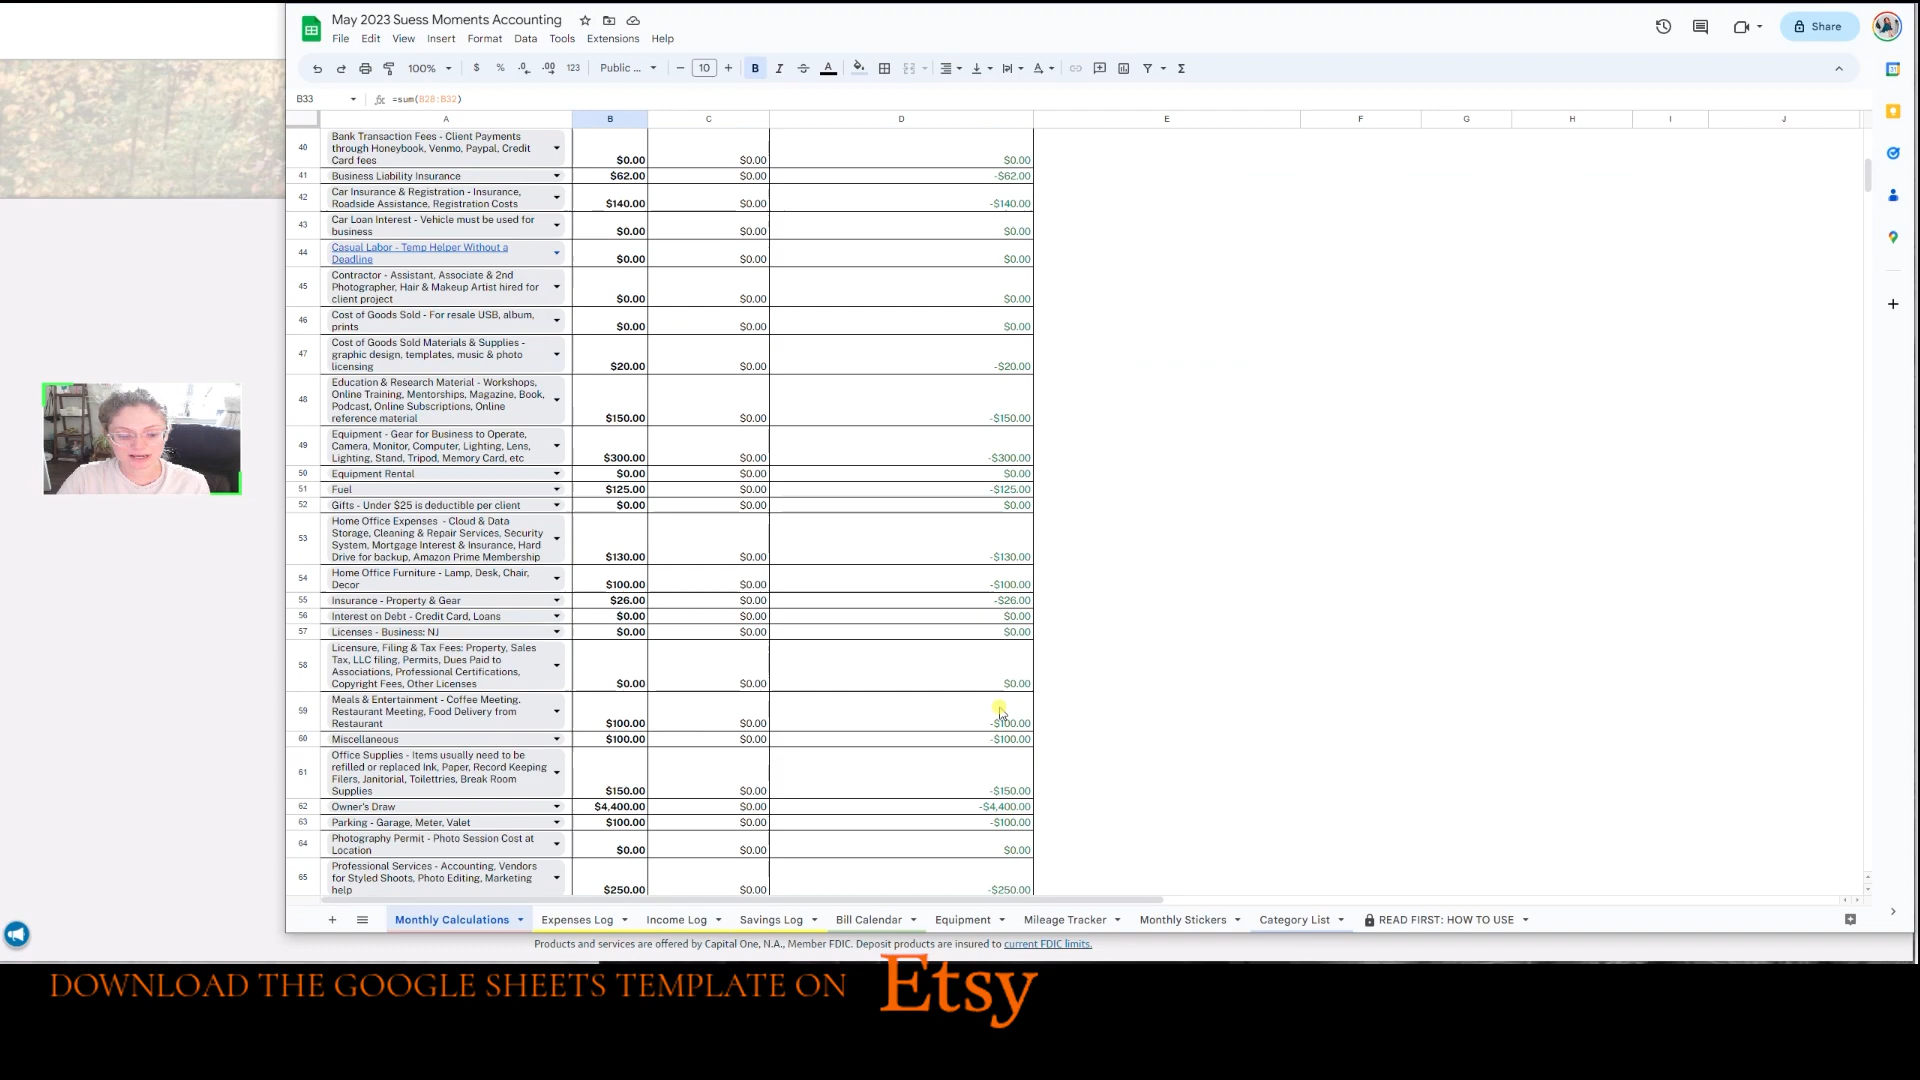 May 2023 Suess Moments Accounting
File Edit View Insert Format Data Tools Extensions Help
Share
100% $ % .0 .00 123 Public ... 10 B I A
B33 =sum(B28:B32)
A B C D E F G H I J
40 Bank Transaction Fees - Client Payments
through Honeybook, Venmo, Paypal, Credit
Card fees $0.00 $0.00 $0.00
41 Business Liability Insurance $62.00 $0.00 -$62.00
42 Car Insurance & Registration - Insurance,
Roadside Assistance, Registration Costs $140.00 $0.00 -$140.00
43 Car Loan Interest - Vehicle must be used for
business $0.00 $0.00 $0.00
44 Casual Labor - Temp Helper Without a
Deadline $0.00 $0.00 $0.00
45 Contractor - Assistant, Associate & 2nd
Photographer, Hair & Makeup Artist hired for
client project $0.00 $0.00 $0.00
46 Cost of Goods Sold - For resale USB, album,
prints $0.00 $0.00 $0.00
47 Cost of Goods Sold Materials & Supplies -
graphic design, templates, music & photo
licensing $20.00 $0.00 -$20.00
48 Education & Research Material - Workshops,
Online Training, Mentorships, Magazine, Book,
Podcast, Online Subscriptions, Online
reference material $150.00 $0.00 -$150.00
49 Equipment - Gear for Business to Operate,
Camera, Monitor, Computer, Lighting, Lens,
Lighting, Stand, Tripod, Memory Card, etc $300.00 $0.00 -$300.00
50 Equipment Rental $0.00 $0.00 $0.00
51 Fuel $125.00 $0.00 -$125.00
52 Gifts - Under $25 is deductible per client $0.00 $0.00 $0.00
53 Home Office Expenses - Cloud & Data
Storage, Cleaning & Repair Services, Security
System, Mortgage Interest & Insurance, Hard
Drive for backup, Amazon Prime Membership $130.00 $0.00 -$130.00
54 Home Office Furniture - Lamp, Desk, Chair,
Decor $100.00 $0.00 -$100.00
55 Insurance - Property & Gear $26.00 $0.00 -$26.00
56 Interest on Debt - Credit Card, Loans $0.00 $0.00 $0.00
57 Licenses - Business: NJ $0.00 $0.00 $0.00
58 Licensure, Filing & Tax Fees: Property, Sales
Tax, LLC filing, Permits, Dues Paid to
Associations, Professional Certifications,
Copyright Fees, Other Licenses $0.00 $0.00 $0.00
59 Meals & Entertainment - Coffee Meeting.
Restaurant Meeting, Food Delivery from
Restaurant $100.00 $0.00 -$100.00
60 Miscellaneous $100.00 $0.00 -$100.00
61 Office Supplies - Items usually need to be
refilled or replaced Ink, Paper, Record Keeping
Filers, Janitorial, Toilettries, Break Room
Supplies $150.00 $0.00 -$150.00
62 Owner's Draw $4,400.00 $0.00 -$4,400.00
63 Parking - Garage, Meter, Valet $100.00 $0.00 -$100.00
64 Photography Permit - Photo Session Cost at
Location $0.00 $0.00 $0.00
65 Professional Services - Accounting, Vendors
for Styled Shoots, Photo Editing, Marketing
help $250.00 $0.00 -$250.00
Monthly Calculations Expenses Log Income Log Savings Log Bill Calendar Equipment Mileage Tracker Monthly Stickers Category List READ FIRST: HOW TO USE
Products and services are offered by Capital One, N.A., Member FDIC. Deposit products are insured to current FDIC limits.
DOWNLOAD THE GOOGLE SHEETS TEMPLATE ON Etsy